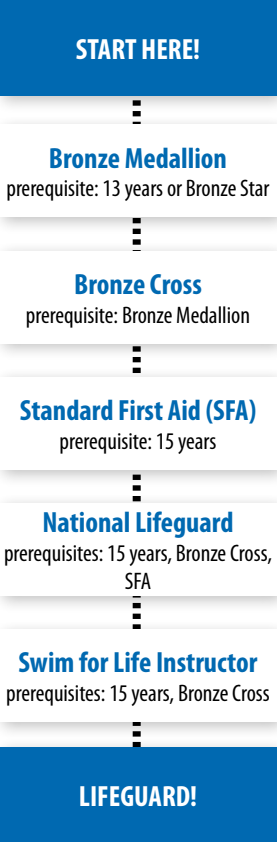 START HERE!
Bronze Medallion
prerequisite: 13 years or Bronze Star
Bronze Cross
prerequisite: Bronze Medallion
Standard First Aid (SFA)
prerequisite: 15 years
National Lifeguard
prerequisites: 15 years, Bronze Cross,
SFA
Swim for Life Instructor
prerequisites: 15 years, Bronze Cross
LIFEGUARD!